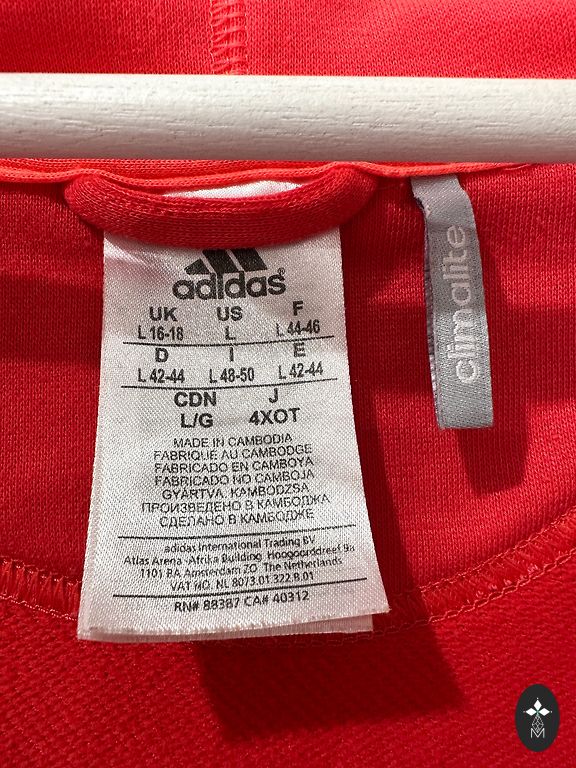 adidas®
UK US F
L 16-18 L L 44-46
D I E
L 42-44 L 48-50 L 42-44
CDN J
L/G 4XOT
MADE IN CAMBODIA
FABRIQUÉ AU CAMBODGE
FABRICADO EN CAMBOYA
FABRICADO NO CAMBOJA
GYÁRTVA. KAMBODZSA
ПРОИЗВЕДЕНО В КАМБОДЖА
СДЕЛАНО В КАМБОДЖЕ
adidas International Trading BV
Atlas Arena -Afrika Building Hoogoorddreef 9a
1101 BA Amsterdam ZO The Netherlands
VAT NO. NL 8073.01.322.B.01
RN# 88387 CA# 40312
climalite